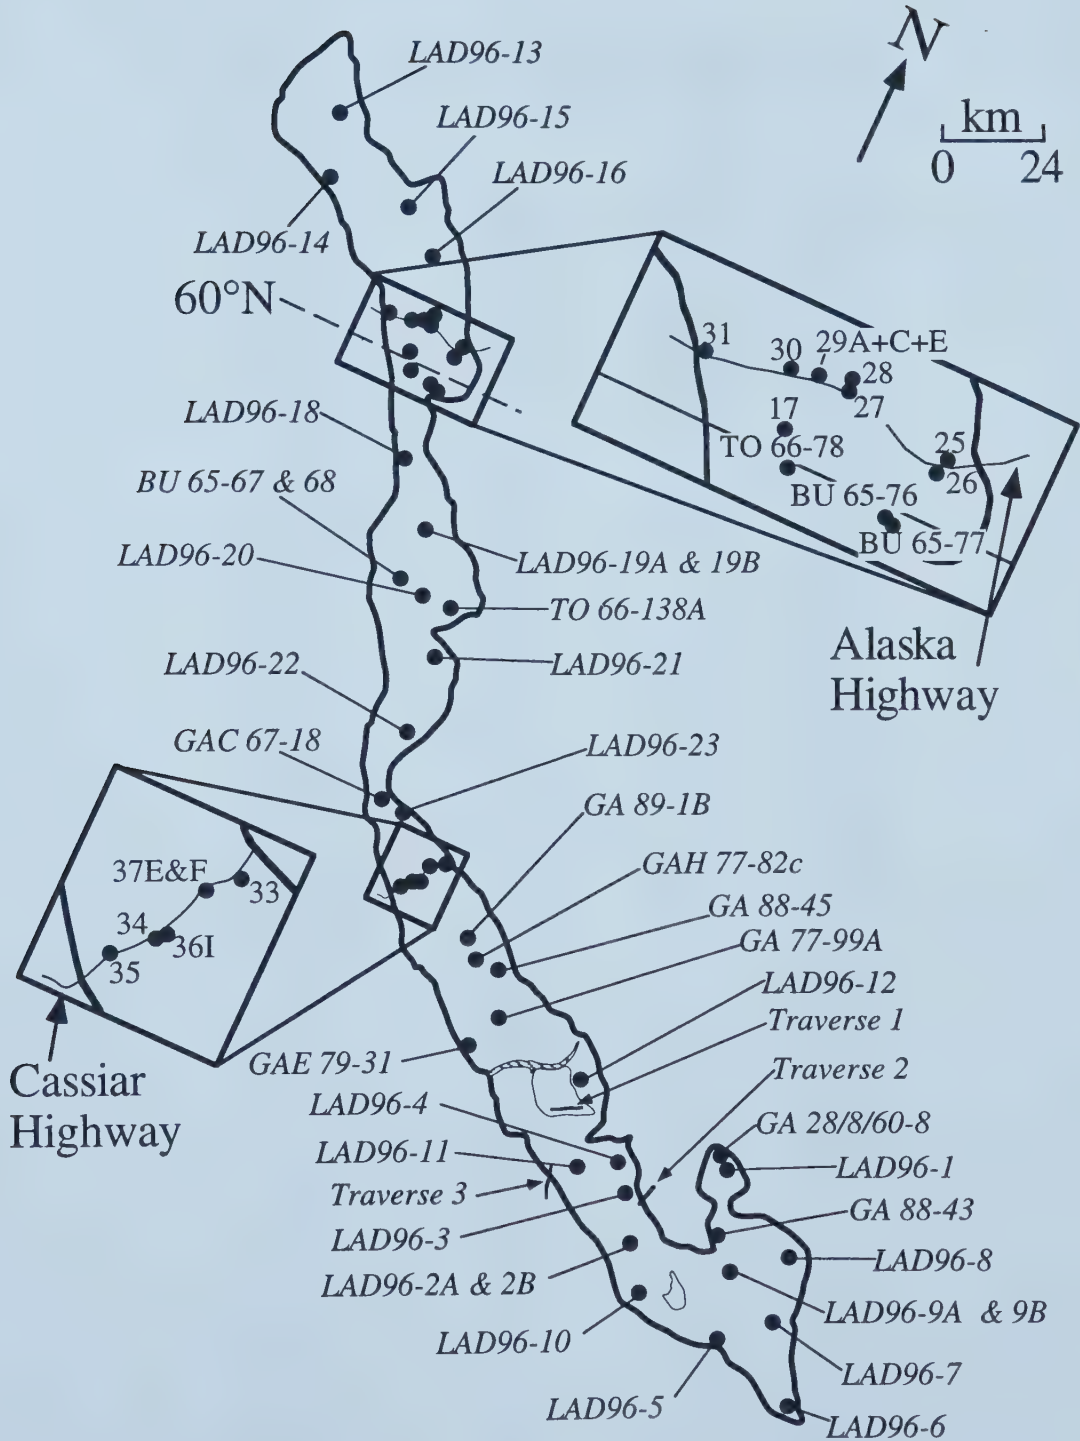 N
km
0 24
LAD96-13
LAD96-15
LAD96-16
LAD96-14
60°N
31
30
29A+C+E
28
27
17
TO 66-78
25
26
BU 65-76
BU 65-77
Alaska
Highway
LAD96-18
BU 65-67 & 68
LAD96-20
LAD96-19A & 19B
TO 66-138A
LAD96-22
LAD96-21
GAC 67-18
LAD96-23
GA 89-1B
GAH 77-82c
GA 88-45
GA 77-99A
LAD96-12
Traverse 1
Traverse 2
37E&F
33
34
36I
35
Cassiar
Highway
GAE 79-31
LAD96-4
LAD96-11
Traverse 3
LAD96-3
LAD96-2A & 2B
LAD96-10
LAD96-5
GA 28/8/60-8
LAD96-1
GA 88-43
LAD96-8
LAD96-9A & 9B
LAD96-7
LAD96-6